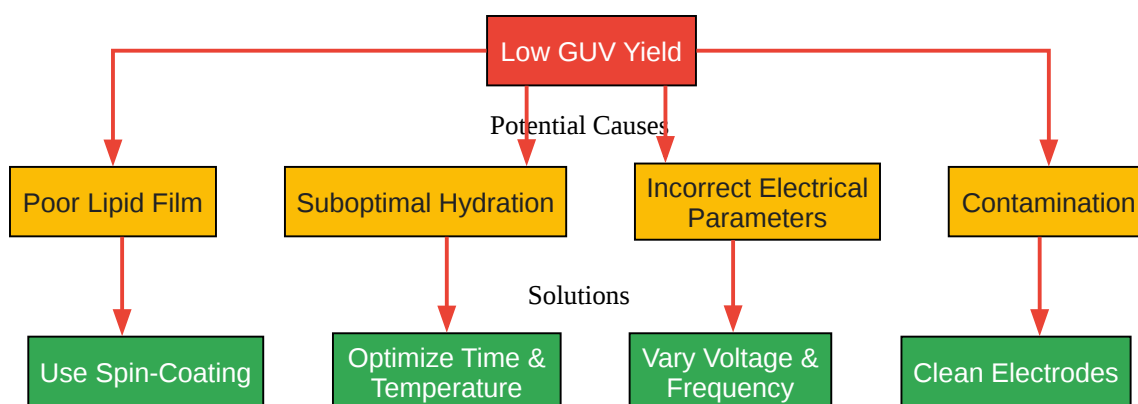 Low GUV Yield
Potential Causes
Poor Lipid Film
Suboptimal Hydration
Incorrect Electrical
Parameters
Contamination
Solutions
Use Spin-Coating
Optimize Time &
Temperature
Vary Voltage &
Frequency
Clean Electrodes